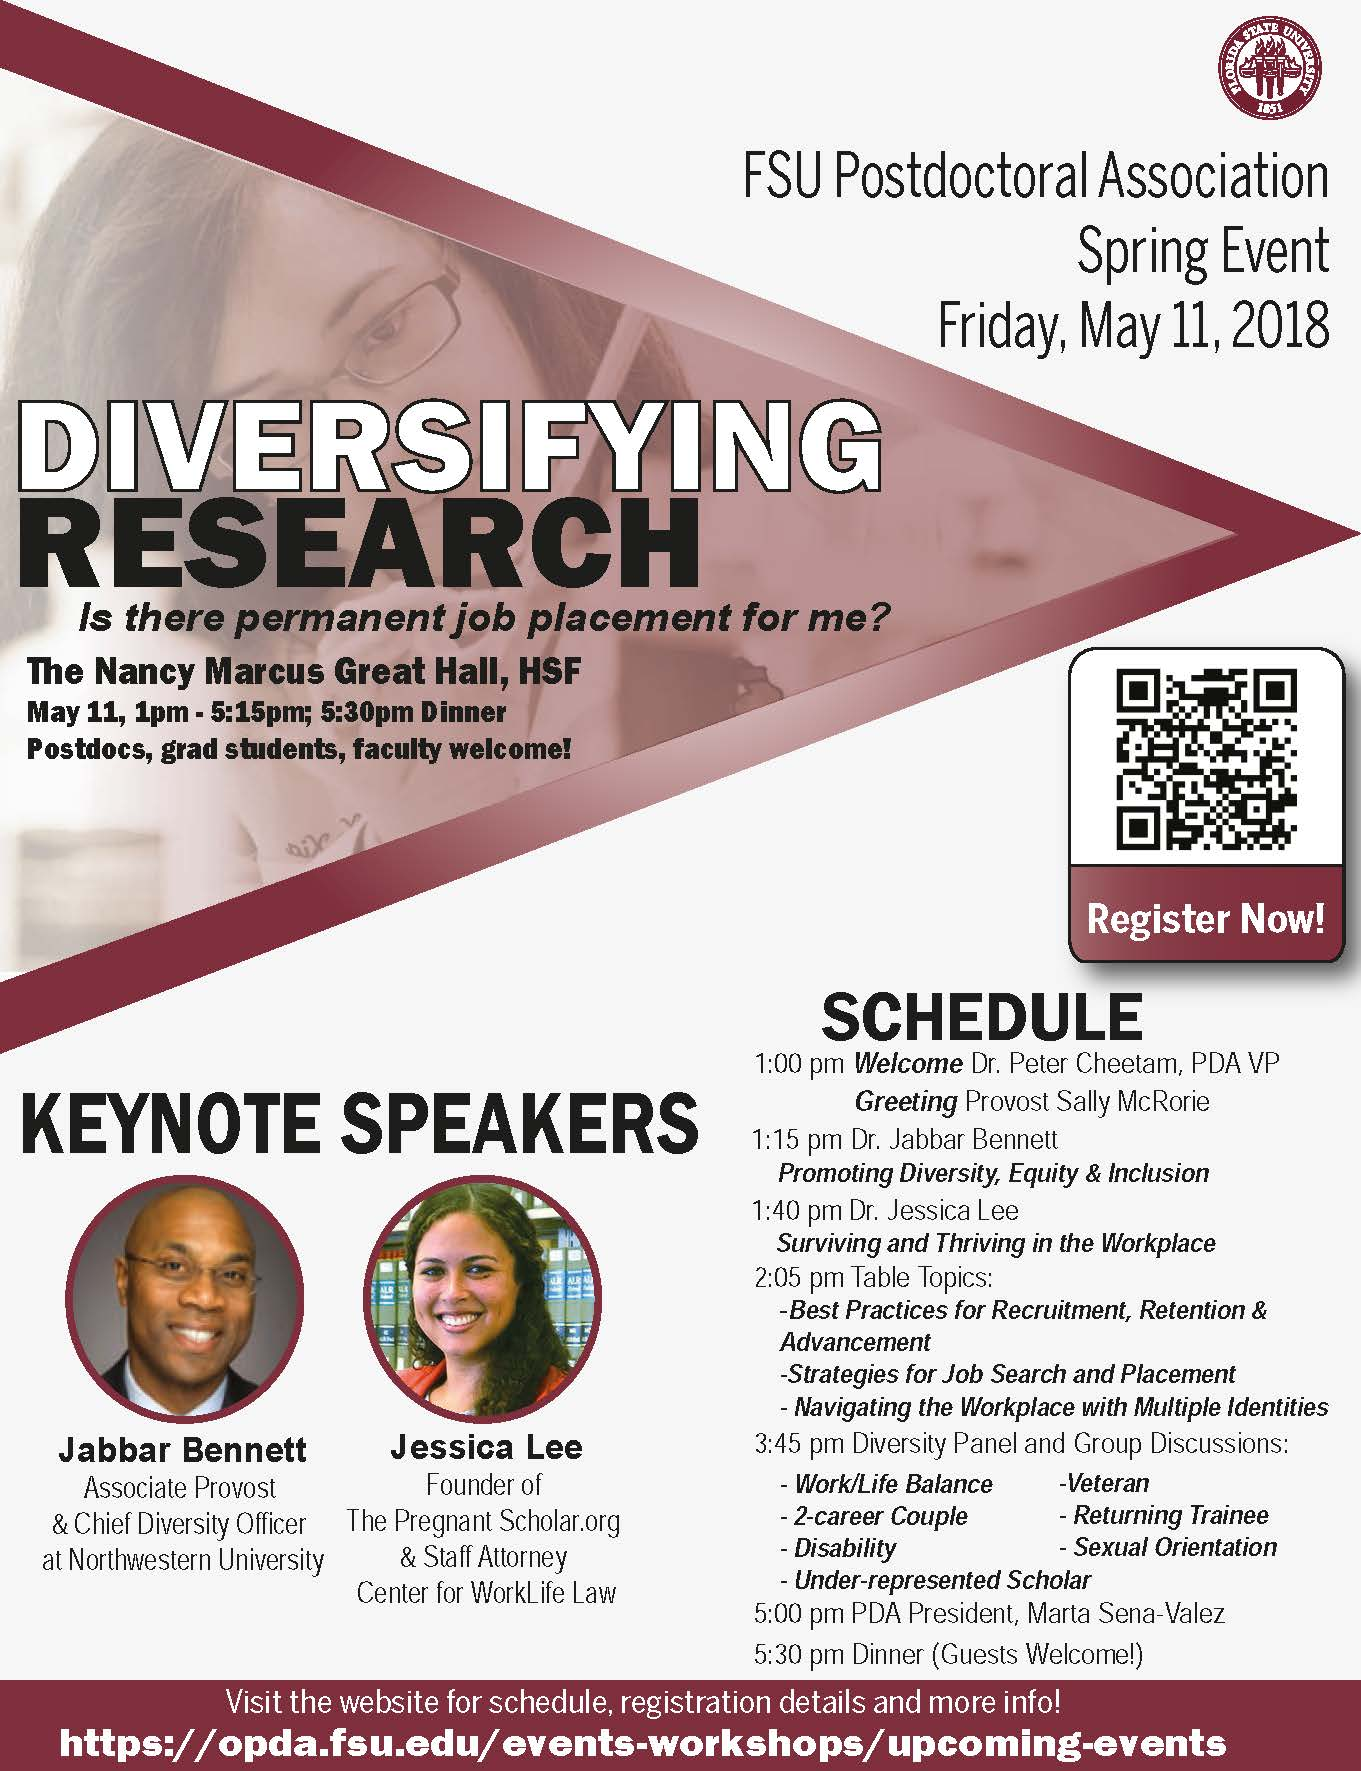 FLORIDA STATE UNIVERSITY
1851
FSU Postdoctoral Association
Spring Event
Friday, May 11, 2018
DIVERSIFYING
RESEARCH
Is there permanent job placement for me?
The Nancy Marcus Great Hall, HSF
May 11, 1pm - 5:15pm; 5:30pm Dinner
Postdocs, grad students, faculty welcome!
Register Now!
KEYNOTE SPEAKERS
Jabbar Bennett
Associate Provost
& Chief Diversity Officer
at Northwestern University
Jessica Lee
Founder of
The Pregnant Scholar.org
& Staff Attorney
Center for WorkLife Law
SCHEDULE
1:00 pm Welcome Dr. Peter Cheetam, PDA VP
Greeting Provost Sally McRorie
1:15 pm Dr. Jabbar Bennett
Promoting Diversity, Equity & Inclusion
1:40 pm Dr. Jessica Lee
Surviving and Thriving in the Workplace
2:05 pm Table Topics:
-Best Practices for Recruitment, Retention &
Advancement
-Strategies for Job Search and Placement
- Navigating the Workplace with Multiple Identities
3:45 pm Diversity Panel and Group Discussions:
- Work/Life Balance -Veteran
- 2-career Couple - Returning Trainee
- Disability - Sexual Orientation
- Under-represented Scholar
5:00 pm PDA President, Marta Sena-Valez
5:30 pm Dinner (Guests Welcome!)
Visit the website for schedule, registration details and more info!
https://opda.fsu.edu/events-workshops/upcoming-events